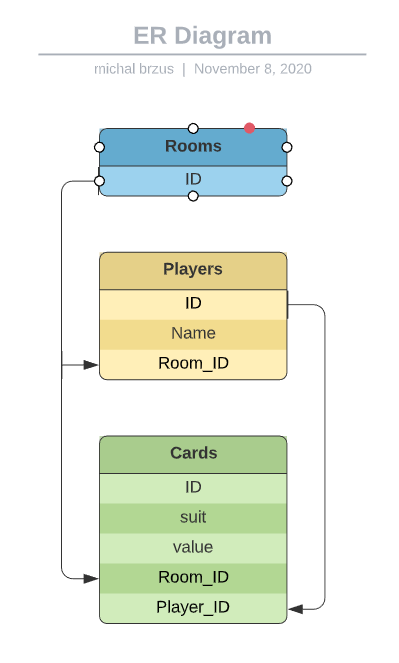 ER Diagram
michal brzus | November 8, 2020
Rooms
ID
Players
ID
Name
Room_ID
Cards
ID
suit
value
Room_ID
Player_ID